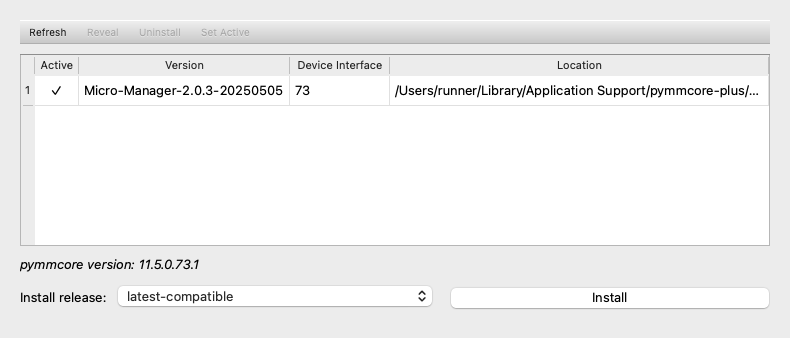 Refresh Reveal Uninstall Set Active
Active Version Device Interface Location
1 ✓ Micro-Manager-2.0.3-20250505 73 /Users/runner/Library/Application Support/pymmcore-plus/...
pymmcore version: 11.5.0.73.1
Install release: latest-compatible Install